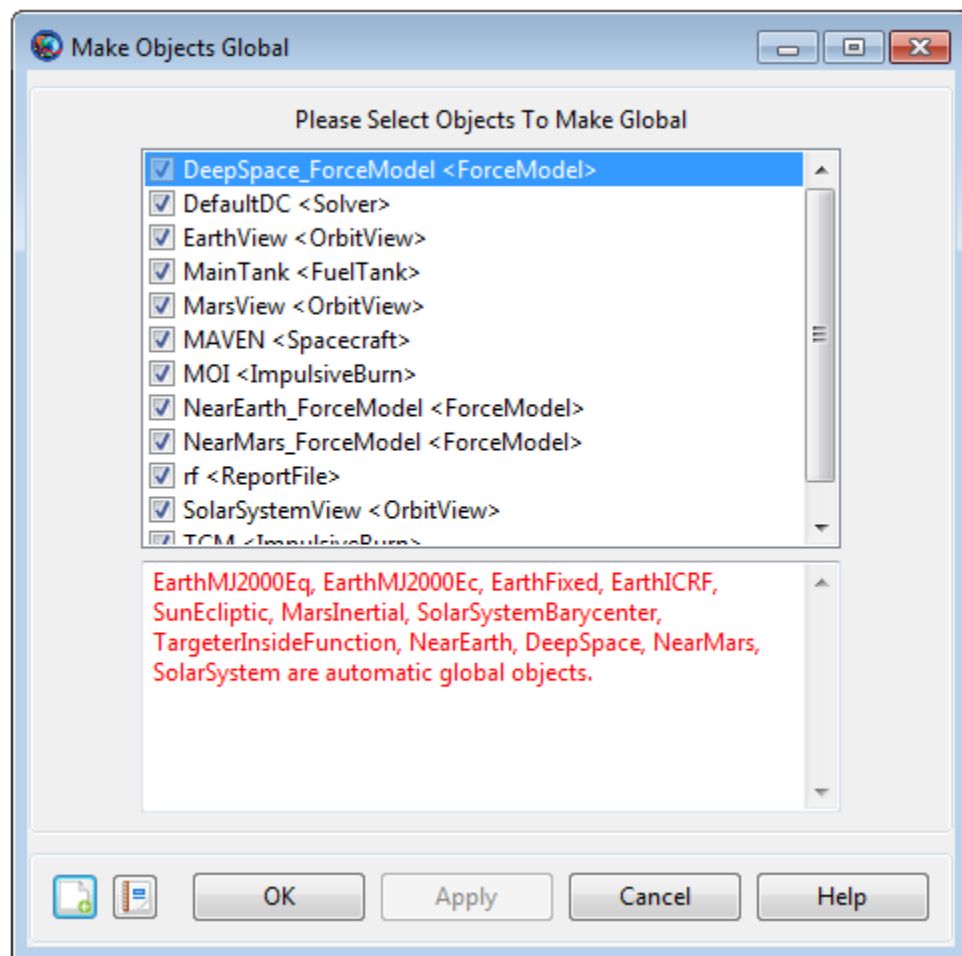 Make Objects Global
Please Select Objects To Make Global
DeepSpace_ForceModel <ForceModel>
DefaultDC <Solver>
EarthView <OrbitView>
MainTank <FuelTank>
MarsView <OrbitView>
MAVEN <Spacecraft>
MOI <ImpulsiveBurn>
NearEarth_ForceModel <ForceModel>
NearMars_ForceModel <ForceModel>
rf <ReportFile>
SolarSystemView <OrbitView>
TCM <ImpulsiveBurn>
EarthMJ2000Eq, EarthMJ2000Ec, EarthFixed, EarthICRF,
SunEcliptic, MarsInertial, SolarSystemBarycenter,
TargeterInsideFunction, NearEarth, DeepSpace, NearMars,
SolarSystem are automatic global objects.
OK
Apply
Cancel
Help